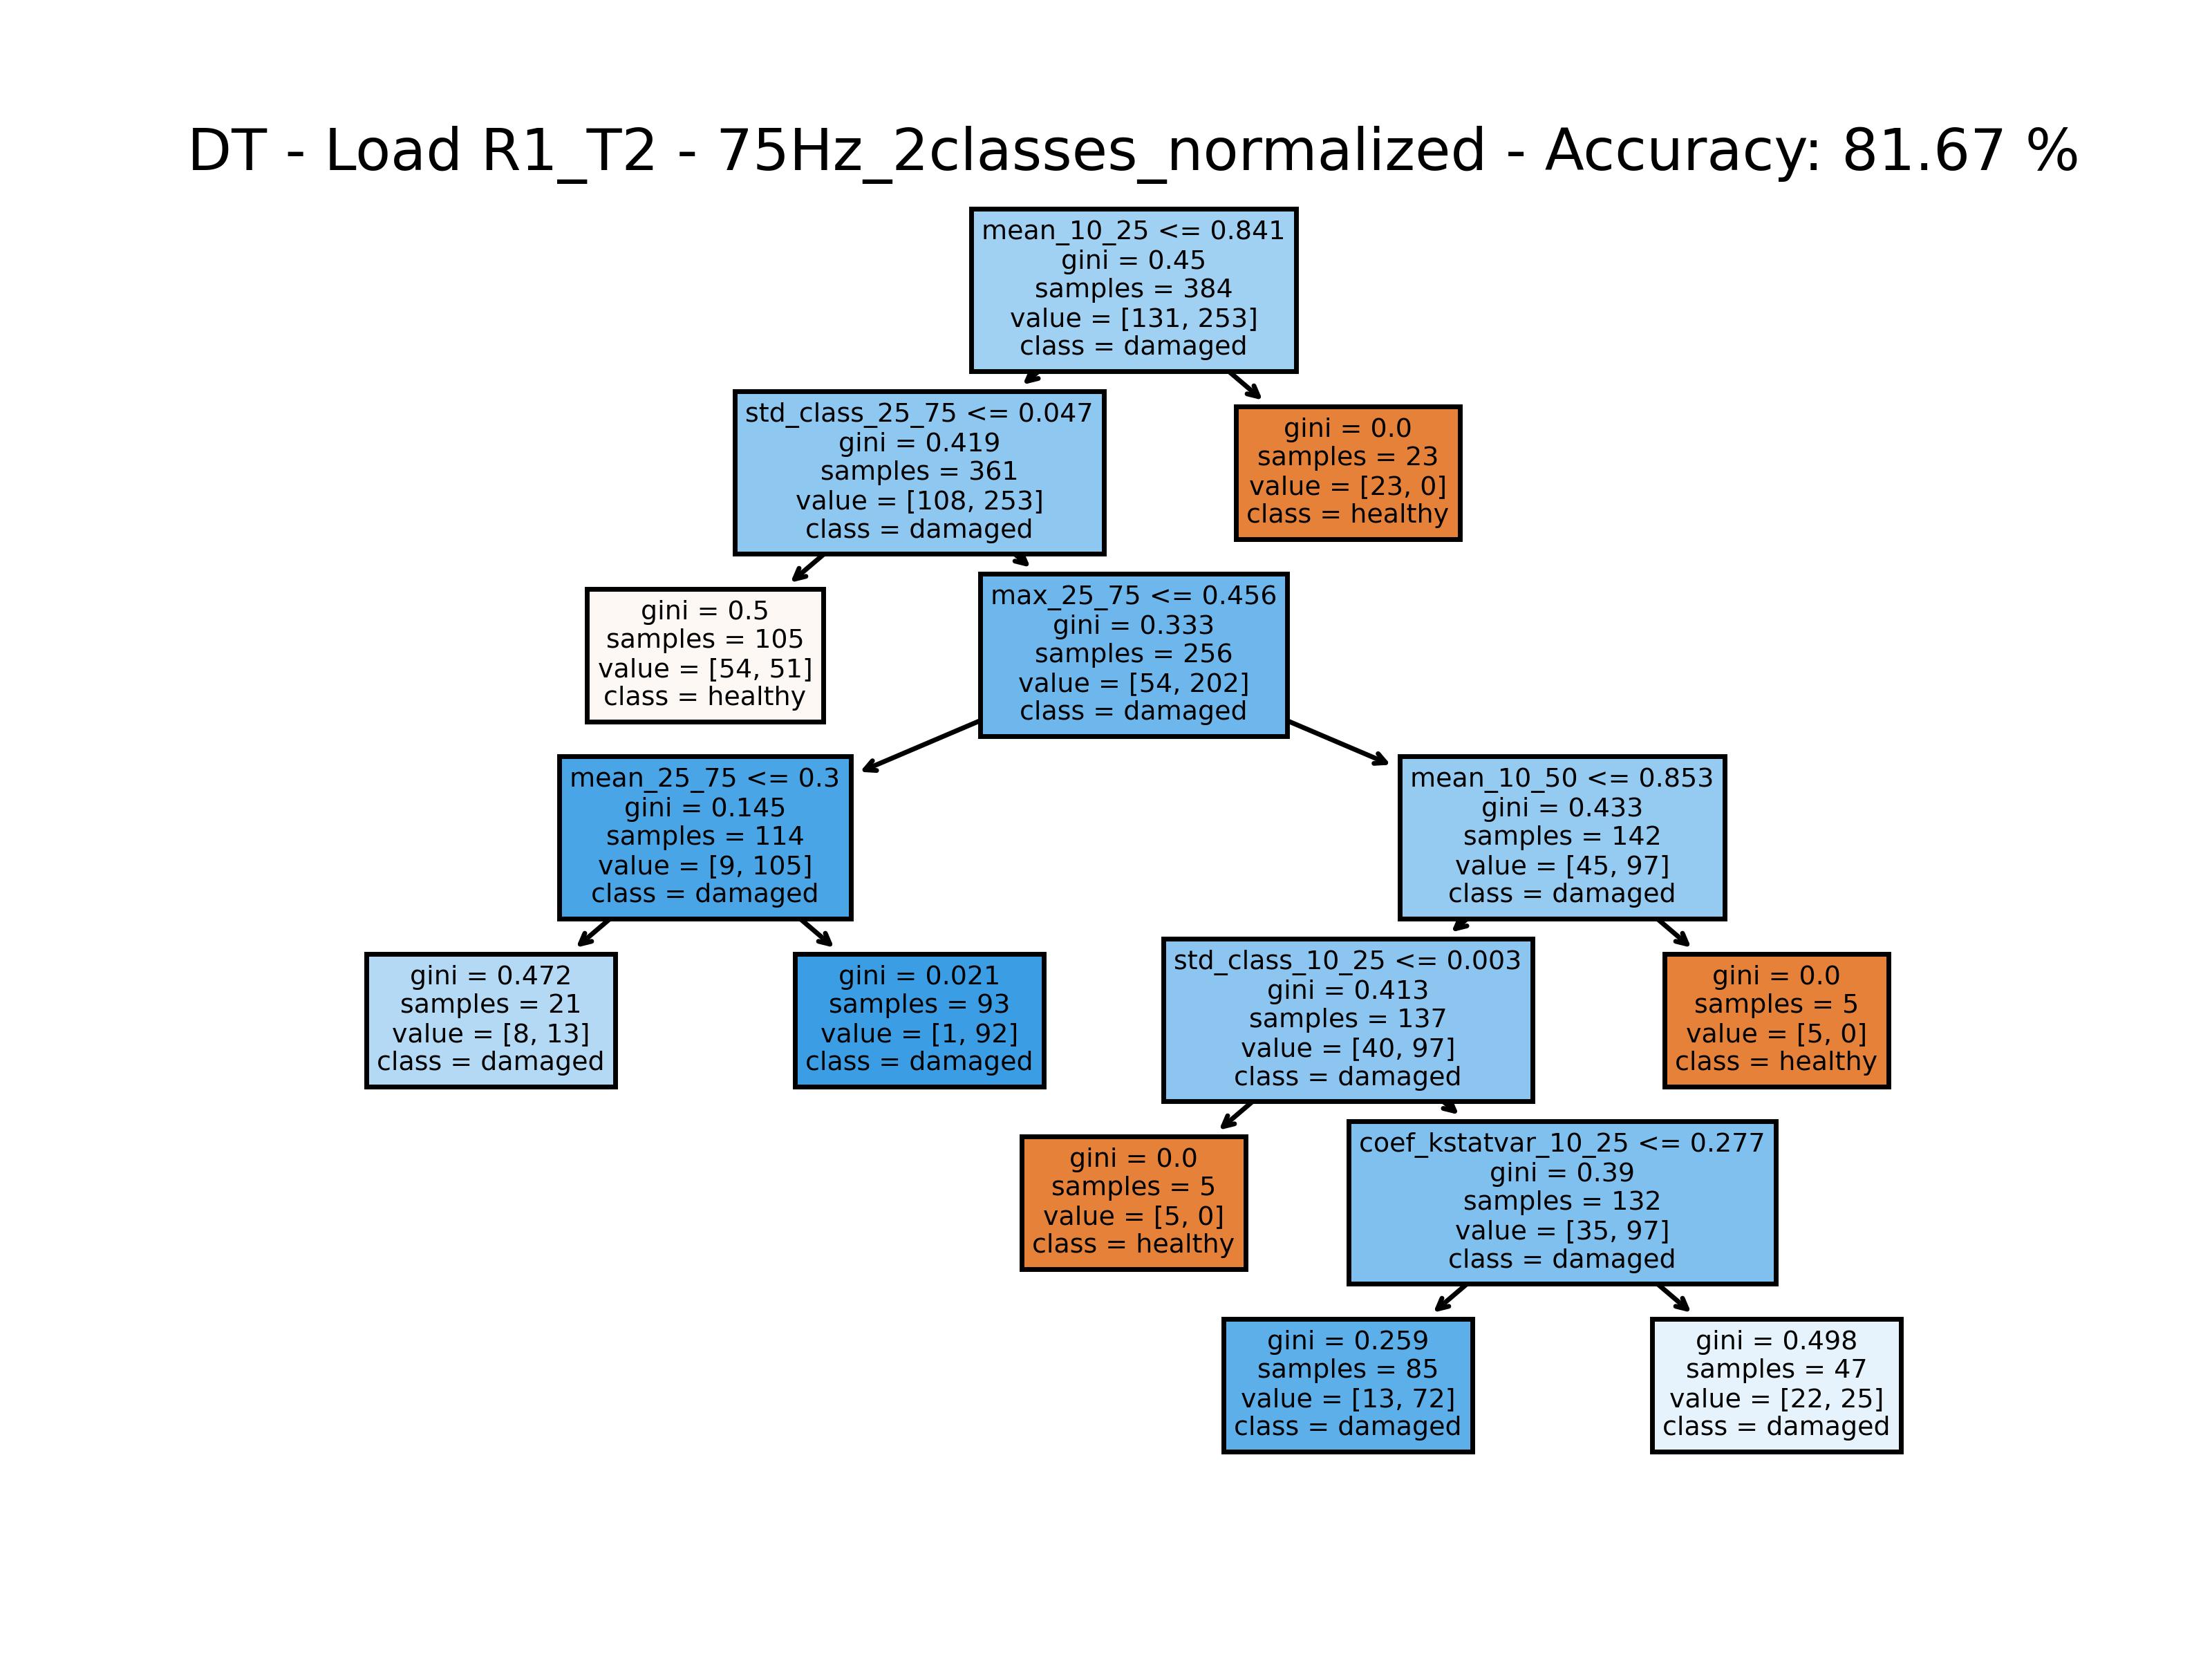 DT - Load R1_T2 - 75Hz_2classes_normalized - Accuracy: 81.67 %
mean_10_25 <= 0.841
gini = 0.45
samples = 384
value = [131, 253]
class = damaged
std_class_25_75 <= 0.047
gini = 0.419
samples = 361
value = [108, 253]
class = damaged
gini = 0.0
samples = 23
value = [23, 0]
class = healthy
gini = 0.5
samples = 105
value = [54, 51]
class = healthy
max_25_75 <= 0.456
gini = 0.333
samples = 256
value = [54, 202]
class = damaged
mean_25_75 <= 0.3
gini = 0.145
samples = 114
value = [9, 105]
class = damaged
mean_10_50 <= 0.853
gini = 0.433
samples = 142
value = [45, 97]
class = damaged
gini = 0.472
samples = 21
value = [8, 13]
class = damaged
gini = 0.021
samples = 93
value = [1, 92]
class = damaged
std_class_10_25 <= 0.003
gini = 0.413
samples = 137
value = [40, 97]
class = damaged
gini = 0.0
samples = 5
value = [5, 0]
class = healthy
gini = 0.0
samples = 5
value = [5, 0]
class = healthy
coef_kstatvar_10_25 <= 0.277
gini = 0.39
samples = 132
value = [35, 97]
class = damaged
gini = 0.259
samples = 85
value = [13, 72]
class = damaged
gini = 0.498
samples = 47
value = [22, 25]
class = damaged